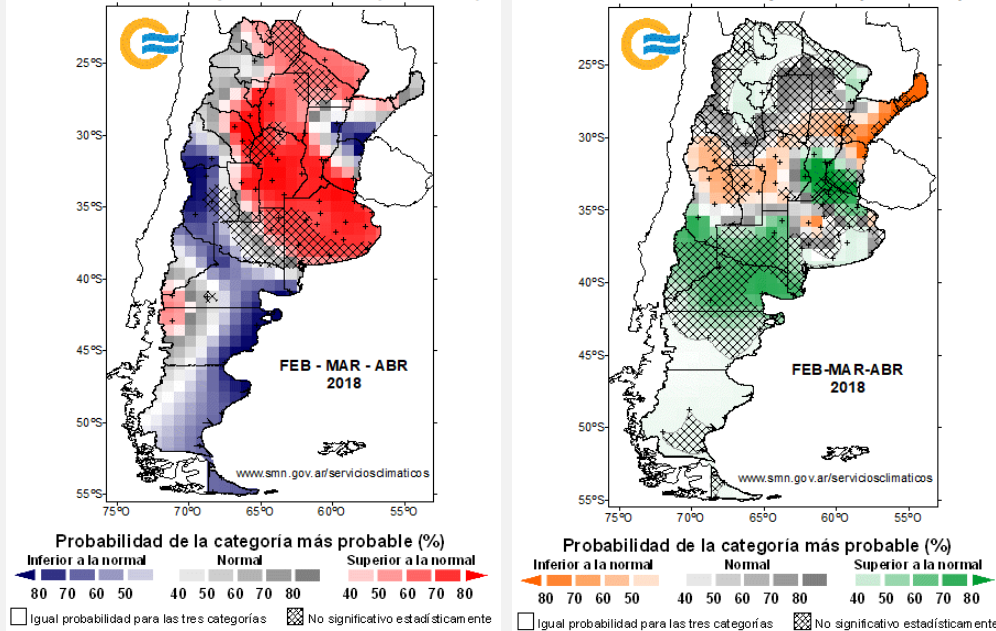 25ºS
30ºS
35ºS
40ºS
45ºS
50ºS
55ºS
FEB - MAR - ABR
2018
www.smn.gov.ar/serviciosclimaticos
75ºO 70ºO 65ºO 60ºO 55ºO
Probabilidad de la categoría más probable (%)
Inferior a la normal Normal Superior a la normal
80 70 60 50 40 50 60 70 80 40 50 60 70 80
Igual probabilidad para las tres categorías No significativo estadísticamente
25ºS
30ºS
35ºS
40ºS
45ºS
50ºS
55ºS
FEB-MAR-ABR
2018
www.smn.gov.ar/serviciosclimaticos
75ºO 70ºO 65ºO 60ºO 55ºO
Probabilidad de la categoría más probable (%)
Inferior a la normal Normal Superior a la normal
80 70 60 50 40 50 60 70 80 40 50 60 70 80
Igual probabilidad para las tres categorías No significativo estadísticamente